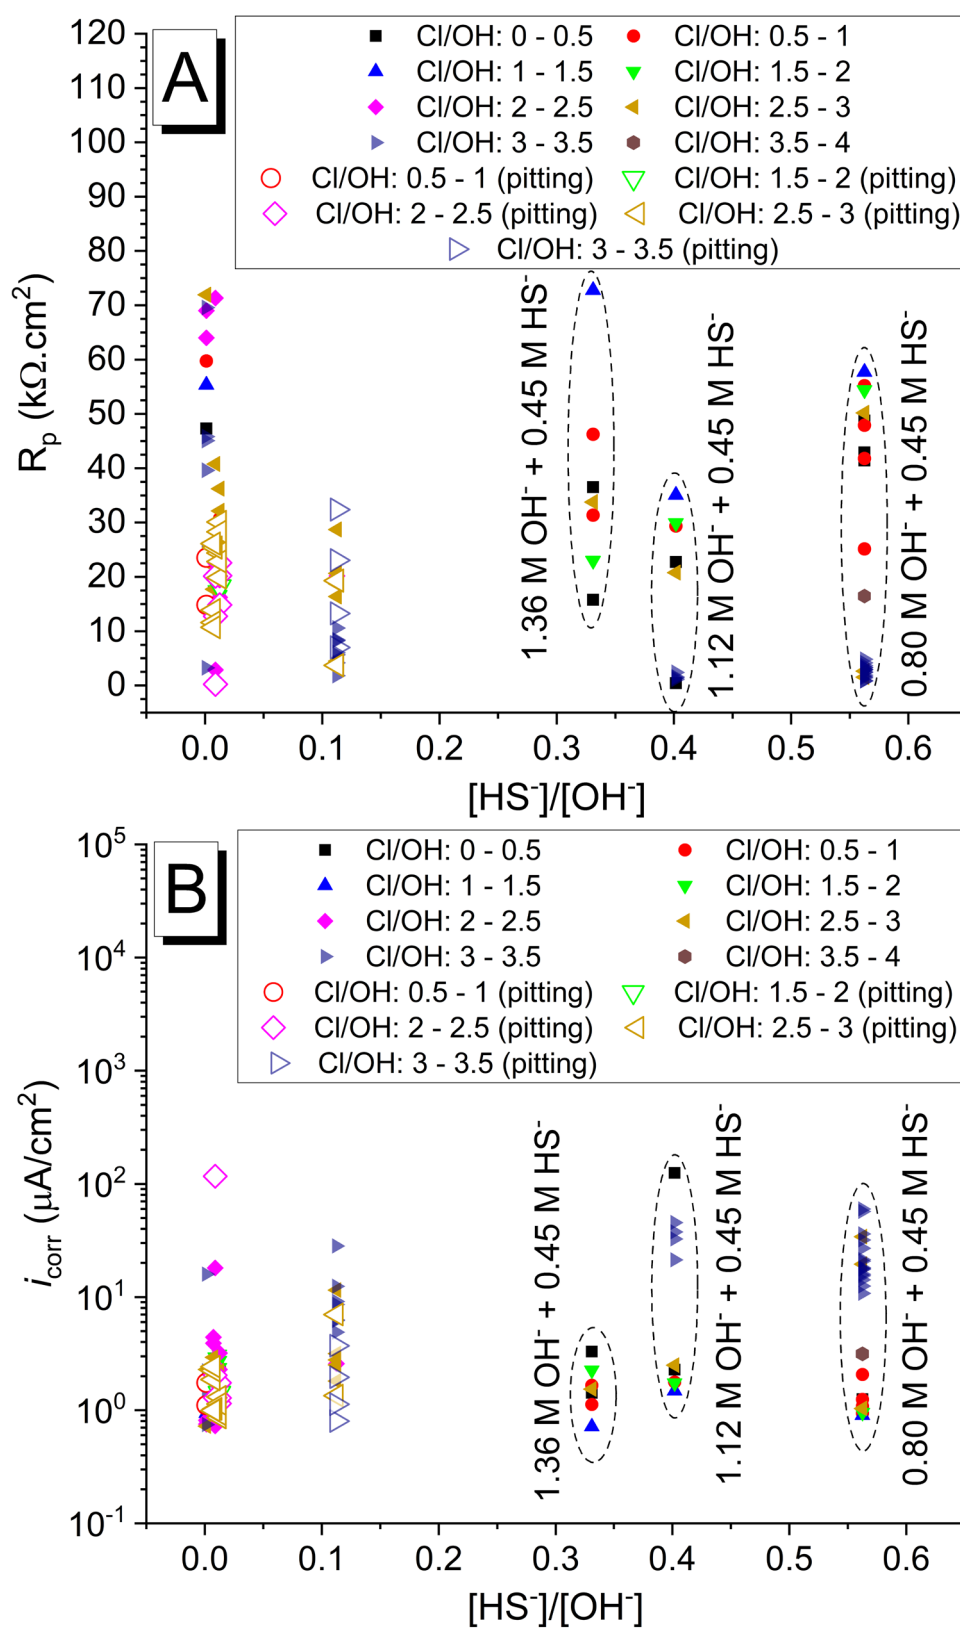 A
Cl/OH: 0 - 0.5 Cl/OH: 0.5 - 1
Cl/OH: 1 - 1.5 Cl/OH: 1.5 - 2
Cl/OH: 2 - 2.5 Cl/OH: 2.5 - 3
Cl/OH: 3 - 3.5 Cl/OH: 3.5 - 4
Cl/OH: 0.5 - 1 (pitting) Cl/OH: 1.5 - 2 (pitting)
Cl/OH: 2 - 2.5 (pitting) Cl/OH: 2.5 - 3 (pitting)
Cl/OH: 3 - 3.5 (pitting)
120
110
100
90
80
70
60
50
40
30
20
10
0
Rₚ (kΩ.cm²)
1.36 M OH⁻ + 0.45 M HS⁻
1.12 M OH⁻ + 0.45 M HS⁻
0.80 M OH⁻ + 0.45 M HS⁻
0.0 0.1 0.2 0.3 0.4 0.5 0.6
[HS⁻]/[OH⁻]
B
Cl/OH: 0 - 0.5 Cl/OH: 0.5 - 1
Cl/OH: 1 - 1.5 Cl/OH: 1.5 - 2
Cl/OH: 2 - 2.5 Cl/OH: 2.5 - 3
Cl/OH: 3 - 3.5 Cl/OH: 3.5 - 4
Cl/OH: 0.5 - 1 (pitting) Cl/OH: 1.5 - 2 (pitting)
Cl/OH: 2 - 2.5 (pitting) Cl/OH: 2.5 - 3 (pitting)
Cl/OH: 3 - 3.5 (pitting)
10⁵
10⁴
10³
10²
10¹
10⁰
10⁻¹
i_corr (µA/cm²)
1.36 M OH⁻ + 0.45 M HS⁻
1.12 M OH⁻ + 0.45 M HS⁻
0.80 M OH⁻ + 0.45 M HS⁻
0.0 0.1 0.2 0.3 0.4 0.5 0.6
[HS⁻]/[OH⁻]